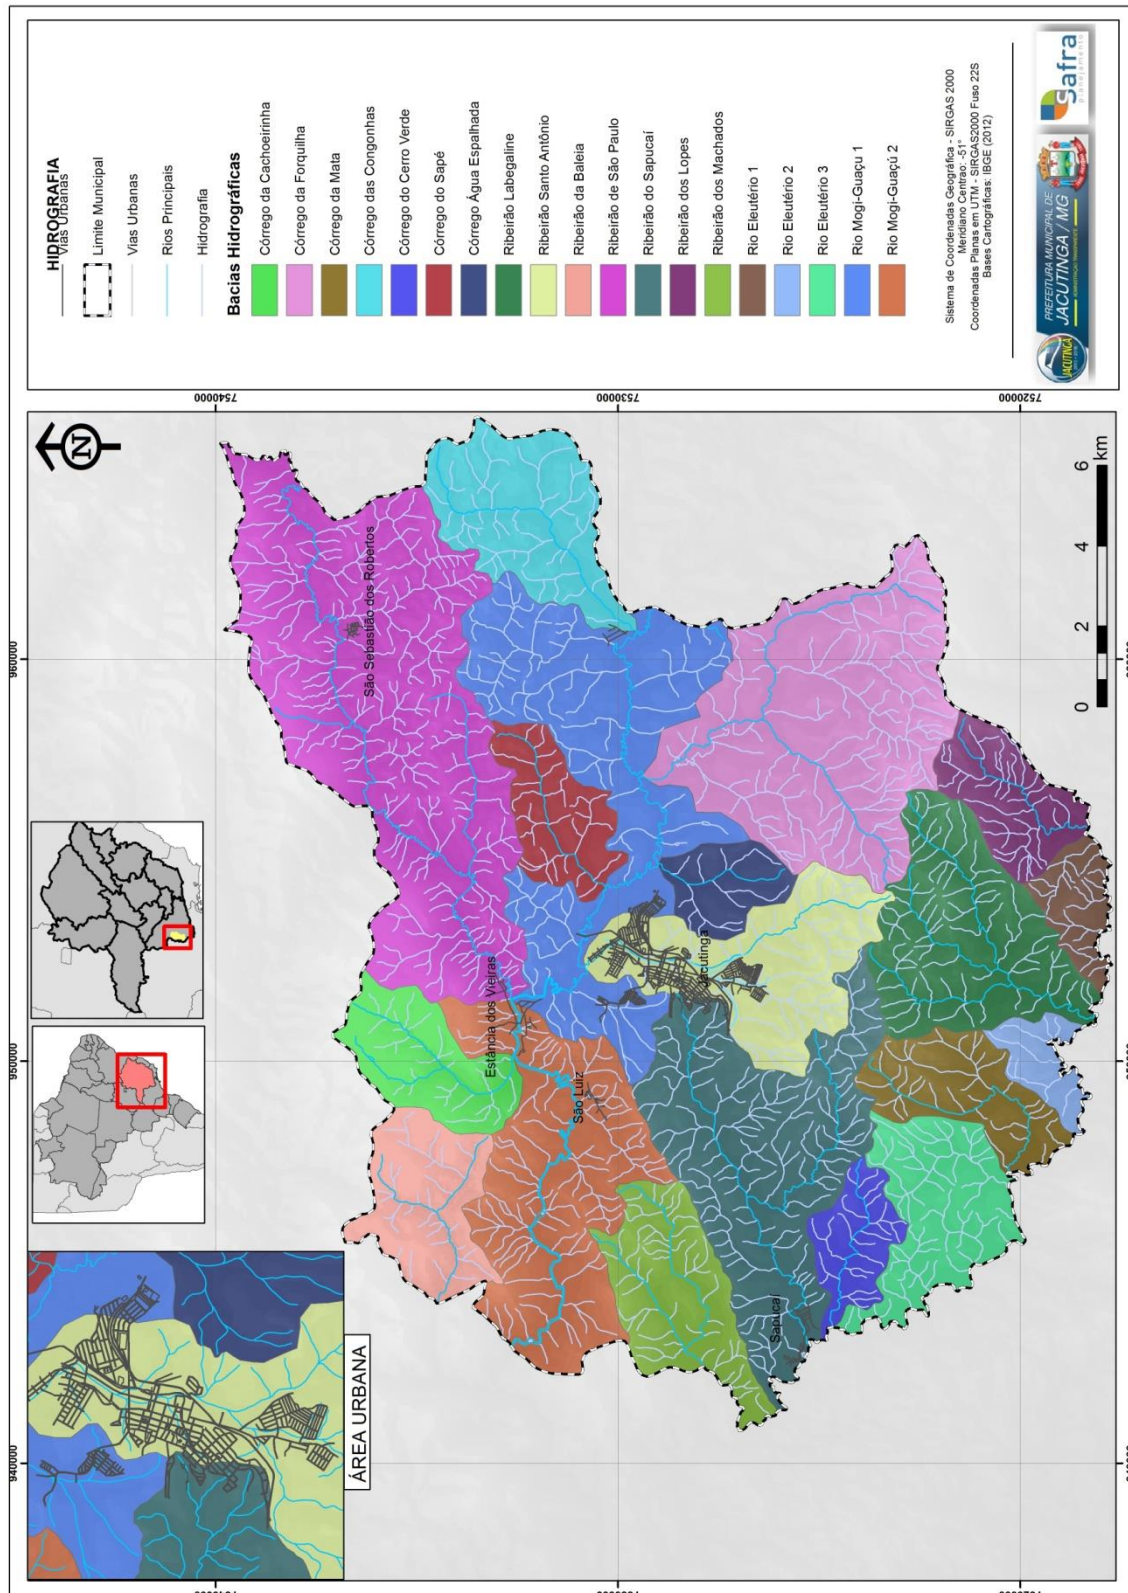 HIDROGRAFIA
Vias Urbanas
Limite Municipal
Vias Urbanas
Rios Principais
Hidrografia
Bacias Hidrográficas
Córrego da Cachoeirinha
Córrego da Forquilha
Córrego da Mata
Córrego das Congonhas
Córrego do Cerro Verde
Córrego do Sapé
Córrego Água Espalhada
Ribeirão Labegaline
Ribeirão Santo Antônio
Ribeirão da Baleia
Ribeirão de São Paulo
Ribeirão do Sapucaí
Ribeirão dos Lopes
Ribeirão dos Machados
Rio Eleutério 1
Rio Eleutério 2
Rio Eleutério 3
Rio Mogi-Guaçu 1
Rio Mogi-Guaçú 2
Sistema de Coordenadas Geográfica - SIRGAS 2000
Meridiano Centrao: -51°
Coordenadas Planas em UTM - SIRGAS2000 Fuso 22S
Bases Cartográficas: IBGE (2012)
PREFEITURA MUNICIPAL DE
JACUTINGA / MG
JACUTINGA
Safra
planejamento
N
7540000
7530000
7520000
940000
950000
960000
São Sebastião dos Robertos
Estância dos Vieiras
São Luiz
Jacutinga
Sapucaí
ÁREA URBANA
0 2 4 6
km